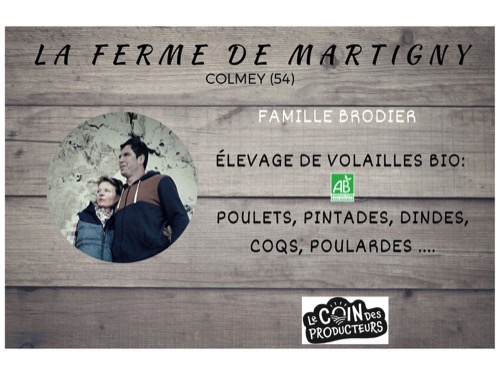 LA FERME DE MARTIGNY
COLMEY (54)
FAMILLE BRODIER
ÉLEVAGE DE VOLAILLES BIO:
AB
POULETS, PINTADES, DINDES,
COQS, POULARDES ....
LE COIN DES
PRODUCTEURS